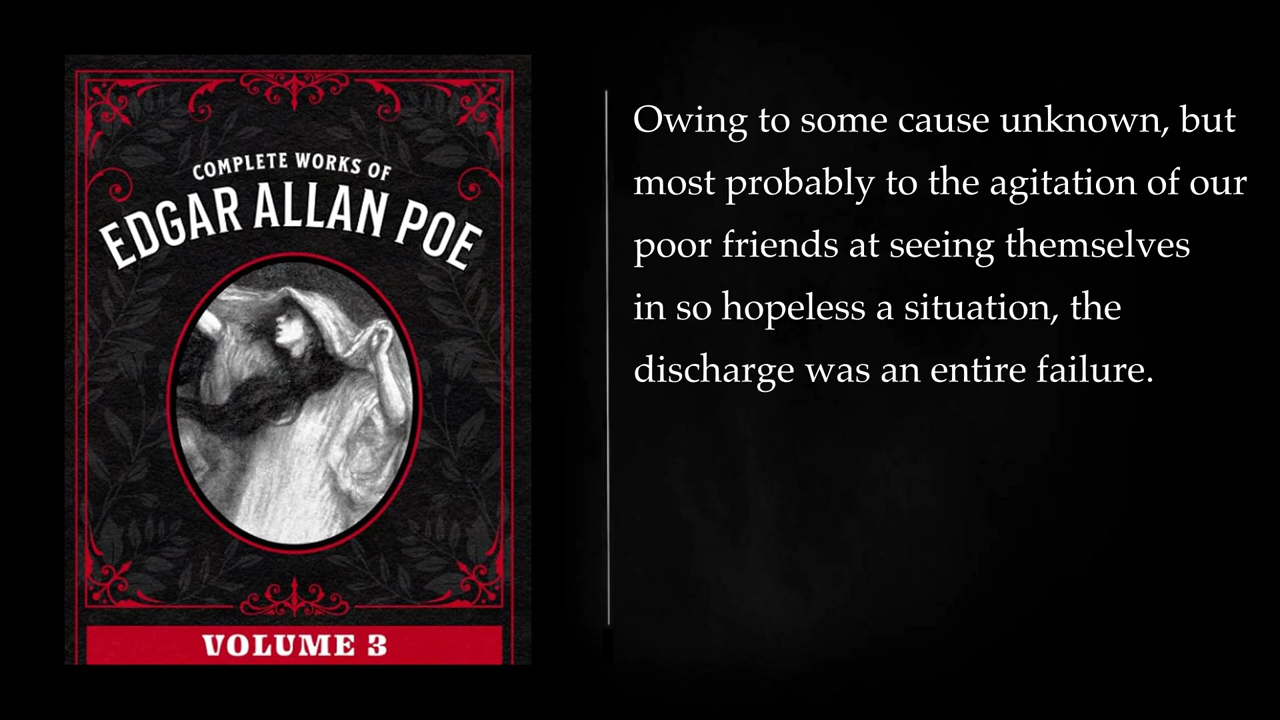 COMPLETE WORKS OF
EDGAR ALLAN POE
VOLUME 3
Owing to some cause unknown, but
most probably to the agitation of our
poor friends at seeing themselves
in so hopeless a situation, the
discharge was an entire failure.